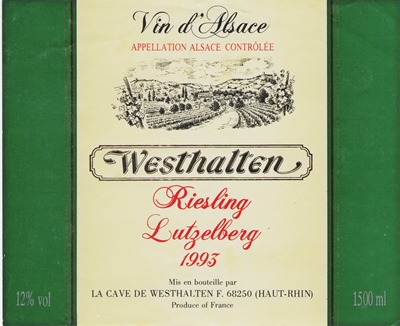 Vin d'Alsace
APPELLATION ALSACE CONTRÔLÉE
Westhalten
Riesling
Lutzelberg
1993
Mis en bouteille par
12% vol
LA CAVE DE WESTHALTEN F. 68250 (HAUT-RHIN)
1500 ml
Produce of France